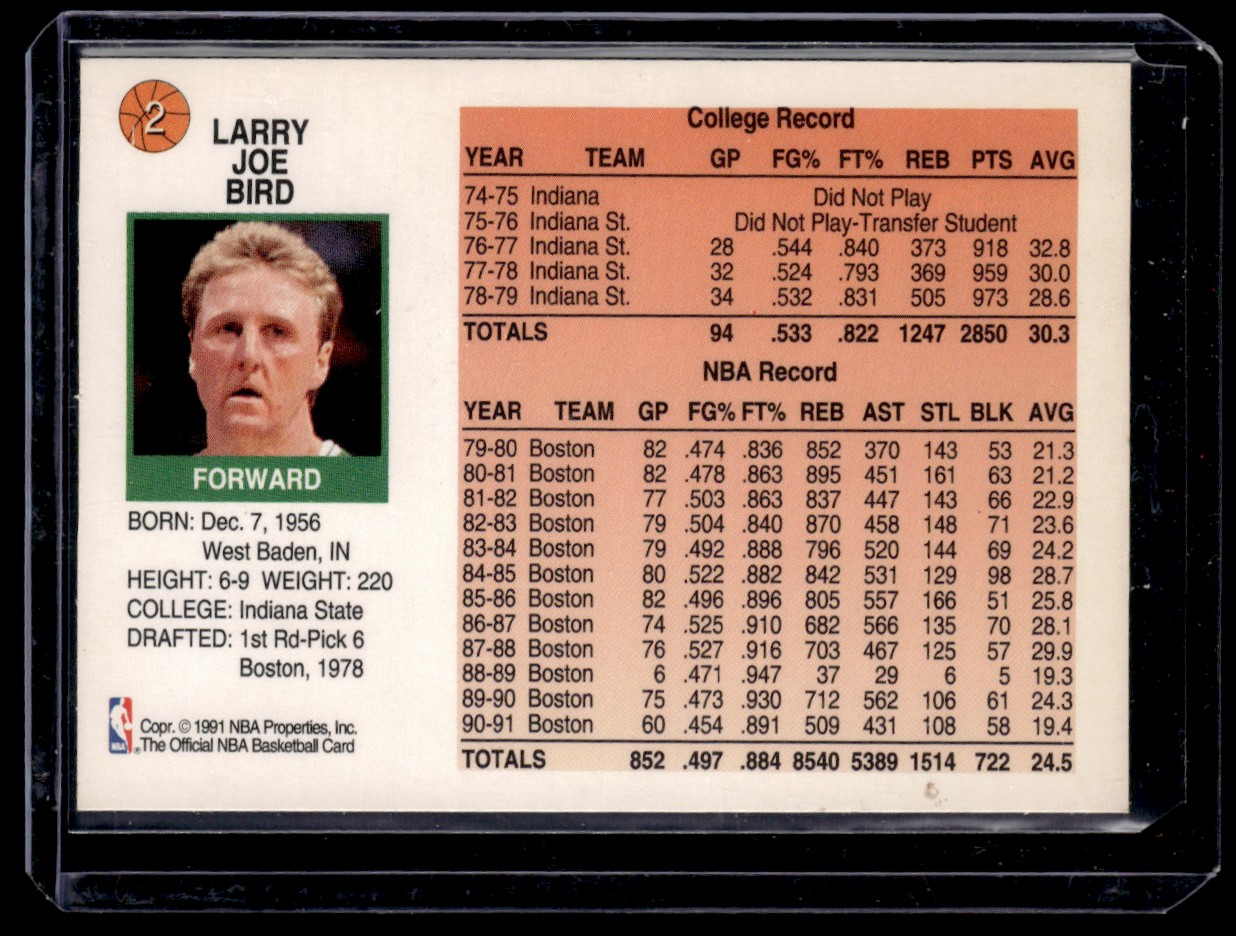 2
LARRY
JOE
BIRD
FORWARD
BORN: Dec. 7, 1956
West Baden, IN
HEIGHT: 6-9 WEIGHT: 220
COLLEGE: Indiana State
DRAFTED: 1st Rd-Pick 6
Boston, 1978
NBA
Copr. © 1991 NBA Properties, Inc.
The Official NBA Basketball Card
College Record
YEAR TEAM GP FG% FT% REB PTS AVG
74-75 Indiana Did Not Play
75-76 Indiana St. Did Not Play-Transfer Student
76-77 Indiana St. 28 .544 .840 373 918 32.8
77-78 Indiana St. 32 .524 .793 369 959 30.0
78-79 Indiana St. 34 .532 .831 505 973 28.6
TOTALS 94 .533 .822 1247 2850 30.3
NBA Record
YEAR TEAM GP FG% FT% REB AST STL BLK AVG
79-80 Boston 82 .474 .836 852 370 143 53 21.3
80-81 Boston 82 .478 .863 895 451 161 63 21.2
81-82 Boston 77 .503 .863 837 447 143 66 22.9
82-83 Boston 79 .504 .840 870 458 148 71 23.6
83-84 Boston 79 .492 .888 796 520 144 69 24.2
84-85 Boston 80 .522 .882 842 531 129 98 28.7
85-86 Boston 82 .496 .896 805 557 166 51 25.8
86-87 Boston 74 .525 .910 682 566 135 70 28.1
87-88 Boston 76 .527 .916 703 467 125 57 29.9
88-89 Boston 6 .471 .947 37 29 6 5 19.3
89-90 Boston 75 .473 .930 712 562 106 61 24.3
90-91 Boston 60 .454 .891 509 431 108 58 19.4
TOTALS 852 .497 .884 8540 5389 1514 722 24.5